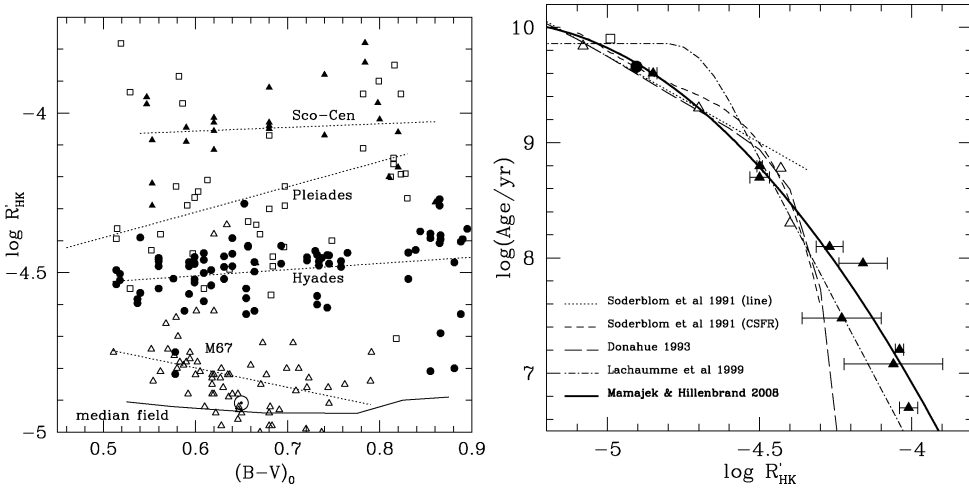 log R'HK
-4
-4.5
-5
Sco-Cen
Pleiades
Hyades
M67
median field
0.5
0.6
0.7
0.8
0.9
(B-V)0
log(Age/yr)
10
9
8
7
Soderblom et al 1991 (line)
Soderblom et al 1991 (CSFR)
Donahue 1993
Lachaumme et al 1999
Mamajek & Hillenbrand 2008
-5
-4.5
-4
log R'HK